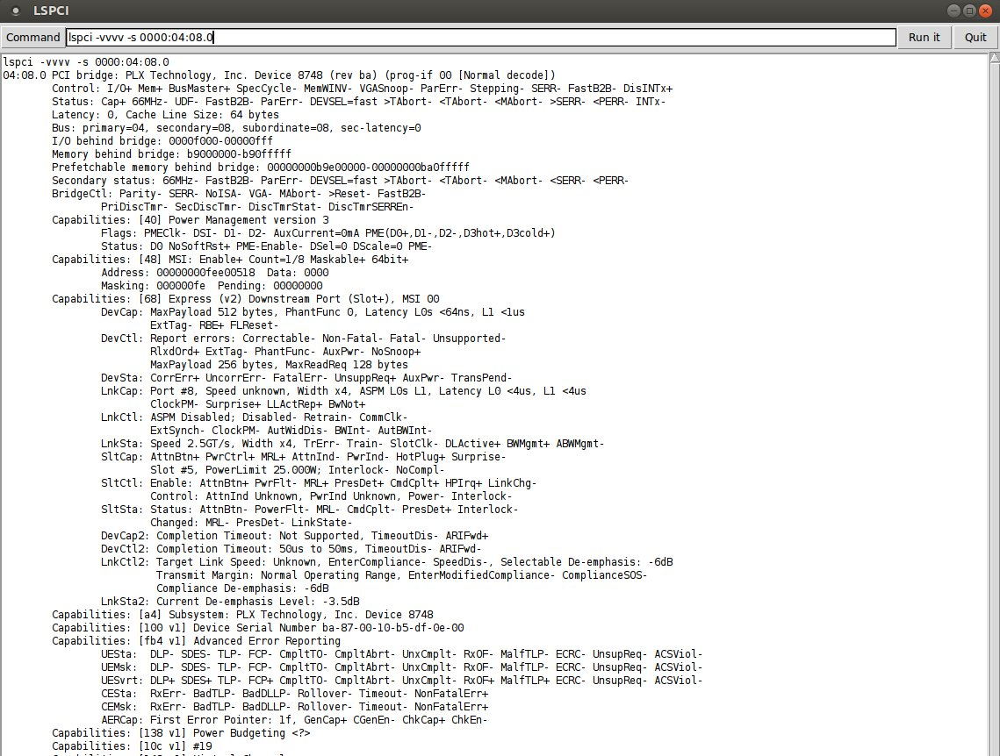 LSPCI
Command lspci -vvvv -s 0000:04:08.0 Run it Quit
lspci -vvvv -s 0000:04:08.0
04:08.0 PCI bridge: PLX Technology, Inc. Device 8748 (rev ba) (prog-if 00 [Normal decode])
Control: I/O+ Mem+ BusMaster+ SpecCycle- MemWINV- VGASnoop- ParErr- Stepping- SERR- FastB2B- DisINTx+
Status: Cap+ 66MHz- UDF- FastB2B- ParErr- DEVSEL=fast >TAbort- <TAbort- <MAbort- >SERR- <PERR- INTx-
Latency: 0, Cache Line Size: 64 bytes
Bus: primary=04, secondary=08, subordinate=08, sec-latency=0
I/O behind bridge: 0000f000-00000fff
Memory behind bridge: b9000000-b90fffff
Prefetchable memory behind bridge: 00000000b9e00000-00000000ba0fffff
Secondary status: 66MHz- FastB2B- ParErr- DEVSEL=fast >TAbort- <TAbort- <MAbort- <SERR- <PERR-
BridgeCtl: Parity- SERR- NoISA- VGA- MAbort- >Reset- FastB2B-
PriDiscTmr- SecDiscTmr- DiscTmrStat- DiscTmrSERREn-
Capabilities: [40] Power Management version 3
Flags: PMEClk- DSI- D1- D2- AuxCurrent=0mA PME(D0+,D1-,D2-,D3hot+,D3cold+)
Status: D0 NoSoftRst+ PME-Enable- DSel=0 DScale=0 PME-
Capabilities: [48] MSI: Enable+ Count=1/8 Maskable+ 64bit+
Address: 00000000fee00518  Data: 0000
Masking: 000000fe  Pending: 00000000
Capabilities: [68] Express (v2) Downstream Port (Slot+), MSI 00
DevCap: MaxPayload 512 bytes, PhantFunc 0, Latency L0s <64ns, L1 <1us
ExtTag- RBE+ FLReset-
DevCtl: Report errors: Correctable- Non-Fatal- Fatal- Unsupported-
RlxdOrd+ ExtTag- PhantFunc- AuxPwr- NoSnoop+
MaxPayload 256 bytes, MaxReadReq 128 bytes
DevSta: CorrErr+ UncorrErr- FatalErr- UnsuppReq+ AuxPwr- TransPend-
LnkCap: Port #8, Speed unknown, Width x4, ASPM L0s L1, Latency L0 <4us, L1 <4us
ClockPM- Surprise+ LLActRep+ BwNot+
LnkCtl: ASPM Disabled; Disabled- Retrain- CommClk-
ExtSynch- ClockPM- AutWidDis- BWInt- AutBWInt-
LnkSta: Speed 2.5GT/s, Width x4, TrErr- Train- SlotClk- DLActive+ BWMgmt+ ABWMgmt-
SltCap: AttnBtn+ PwrCtrl+ MRL+ AttnInd- PwrInd- HotPlug+ Surprise-
Slot #5, PowerLimit 25.000W; Interlock- NoCompl-
SltCtl: Enable: AttnBtn+ PwrFlt- MRL+ PresDet+ CmdCplt+ HPIrq+ LinkChg-
Control: AttnInd Unknown, PwrInd Unknown, Power- Interlock-
SltSta: Status: AttnBtn- PowerFlt- MRL- CmdCplt- PresDet+ Interlock-
Changed: MRL- PresDet- LinkState-
DevCap2: Completion Timeout: Not Supported, TimeoutDis- ARIFwd+
DevCtl2: Completion Timeout: 50us to 50ms, TimeoutDis- ARIFwd-
LnkCtl2: Target Link Speed: Unknown, EnterCompliance- SpeedDis-, Selectable De-emphasis: -6dB
Transmit Margin: Normal Operating Range, EnterModifiedCompliance- ComplianceSOS-
Compliance De-emphasis: -6dB
LnkSta2: Current De-emphasis Level: -3.5dB
Capabilities: [a4] Subsystem: PLX Technology, Inc. Device 8748
Capabilities: [100 v1] Device Serial Number ba-87-00-10-b5-df-0e-00
Capabilities: [fb4 v1] Advanced Error Reporting
UESta:  DLP- SDES- TLP- FCP- CmpltTO- CmpltAbrt- UnxCmplt- RxOF- MalfTLP- ECRC- UnsupReq- ACSViol-
UEMsk:  DLP- SDES- TLP- FCP- CmpltTO- CmpltAbrt- UnxCmplt- RxOF- MalfTLP- ECRC- UnsupReq- ACSViol-
UESvrt: DLP+ SDES+ TLP- FCP+ CmpltTO- CmpltAbrt- UnxCmplt- RxOF+ MalfTLP+ ECRC- UnsupReq- ACSViol-
CESta:  RxErr- BadTLP- BadDLLP- Rollover- Timeout- NonFatalErr+
CEMsk:  RxErr- BadTLP- BadDLLP- Rollover- Timeout- NonFatalErr+
AERCap: First Error Pointer: 1f, GenCap+ CGenEn- ChkCap+ ChkEn-
Capabilities: [138 v1] Power Budgeting <?>
Capabilities: [10c v1] #19